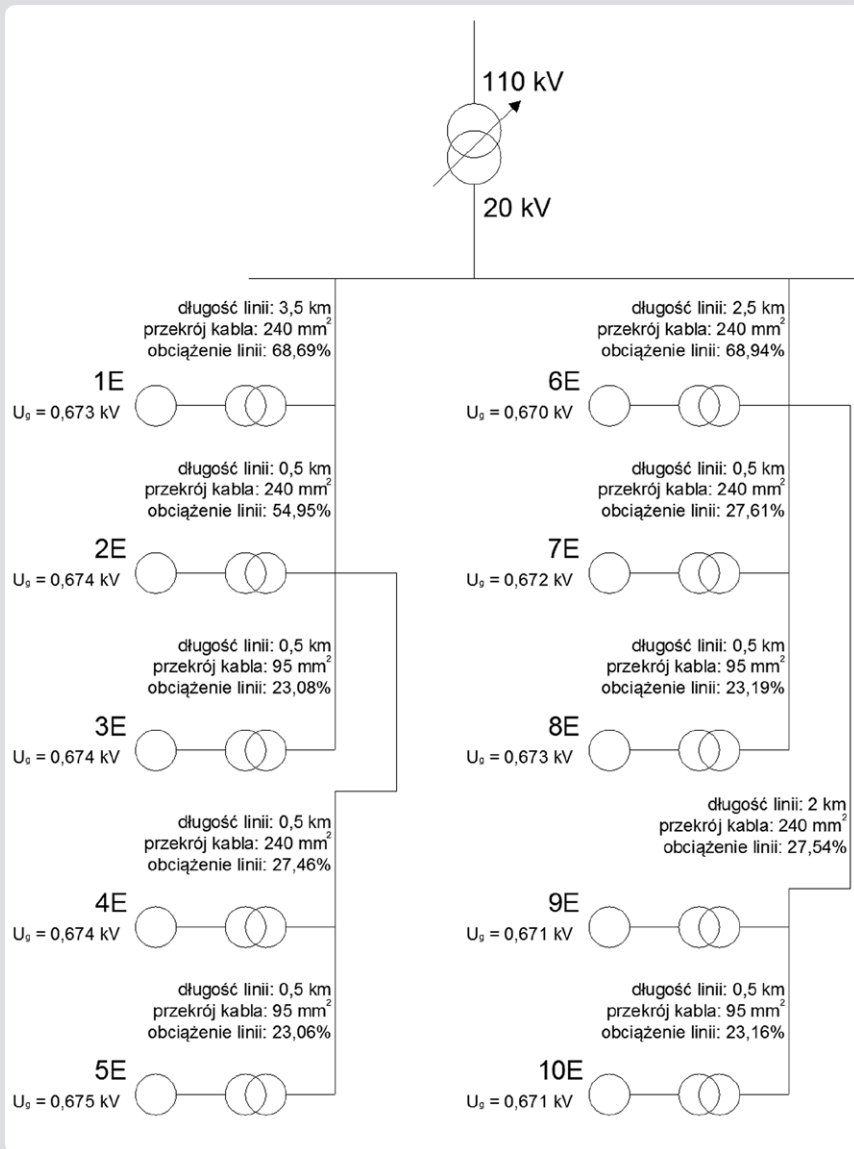 110 kV
20 kV
długość linii: 3,5 km
przekrój kabla: 240 mm²
obciążenie linii: 68,69%
1E
U₉ = 0,673 kV
długość linii: 0,5 km
przekrój kabla: 240 mm²
obciążenie linii: 54,95%
2E
U₉ = 0,674 kV
długość linii: 0,5 km
przekrój kabla: 95 mm²
obciążenie linii: 23,08%
3E
U₉ = 0,674 kV
długość linii: 0,5 km
przekrój kabla: 240 mm²
obciążenie linii: 27,46%
4E
U₉ = 0,674 kV
długość linii: 0,5 km
przekrój kabla: 95 mm²
obciążenie linii: 23,06%
5E
U₉ = 0,675 kV
długość linii: 2,5 km
przekrój kabla: 240 mm²
obciążenie linii: 68,94%
6E
U₉ = 0,670 kV
długość linii: 0,5 km
przekrój kabla: 240 mm²
obciążenie linii: 27,61%
7E
U₉ = 0,672 kV
długość linii: 0,5 km
przekrój kabla: 95 mm²
obciążenie linii: 23,19%
8E
U₉ = 0,673 kV
długość linii: 2 km
przekrój kabla: 240 mm²
obciążenie linii: 27,54%
9E
U₉ = 0,671 kV
długość linii: 0,5 km
przekrój kabla: 95 mm²
obciążenie linii: 23,16%
10E
U₉ = 0,671 kV